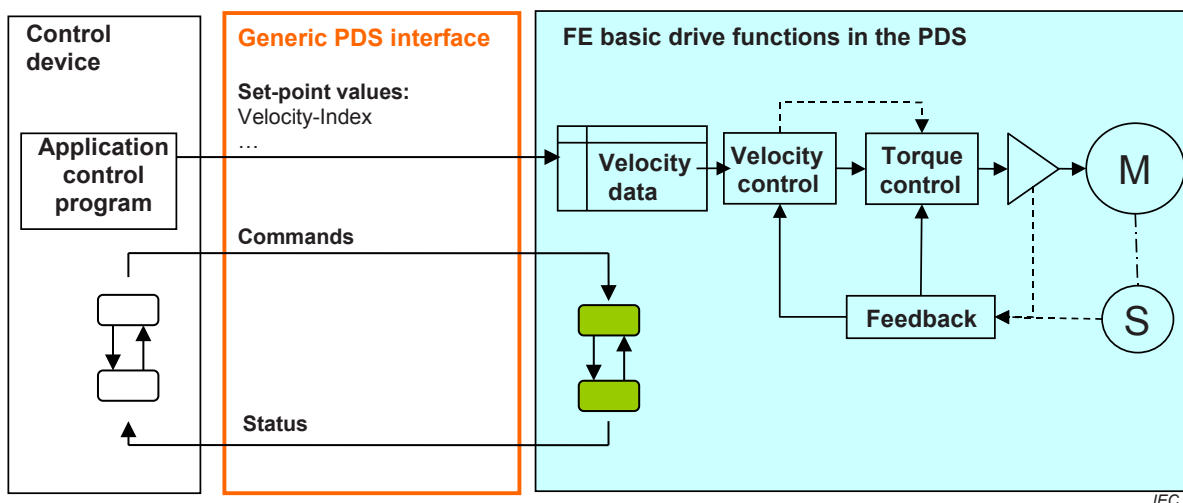 Control
device
Generic PDS interface
FE basic drive functions in the PDS
Set-point values:
Velocity-Index
…
Application
control
program
Velocity
data
Velocity
control
Torque
control
M
Commands
Feedback
S
Status
IEC